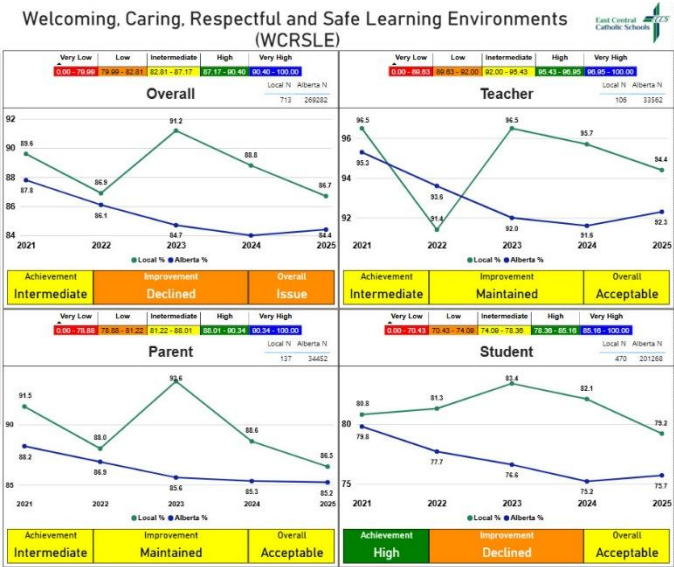 Welcoming, Caring, Respectful and Safe Learning Environments
(WCRSLE)
East Central
Catholic Schools
Very Low Low Inetermediate High Very High
0.00 - 79.99 79.99 - 82.81 82.81 - 87.17 87.17 - 90.40 90.40 - 100.00
Overall
Local N Alberta N
713 269282
92
90
88
86
84
89.6
86.9
91.2
88.8
86.7
87.8
86.1
84.7
84.4
2021 2022 2023 2024 2025
Local % Alberta %
Achievement Improvement Overall
Intermediate Declined Issue
Very Low Low Inetermediate High Very High
0.00 - 89.63 89.63 - 92.00 92.00 - 95.43 95.43 - 96.95 96.95 - 100.00
Teacher
Local N Alberta N
106 33562
96
94
92
96.5
91.4
96.5
95.7
94.4
95.3
93.6
92.0
91.6
92.3
2021 2022 2023 2024 2025
Local % Alberta %
Achievement Improvement Overall
Intermediate Maintained Acceptable
Very Low Low Inetermediate High Very High
0.00 - 78.88 78.88 - 81.22 81.22 - 88.01 88.01 - 90.34 90.34 - 100.00
Parent
Local N Alberta N
137 34452
90
85
91.5
88.0
93.6
88.6
86.5
88.2
86.9
85.6
85.3
85.2
2021 2022 2023 2024 2025
Local % Alberta %
Achievement Improvement Overall
Intermediate Maintained Acceptable
Very Low Low Inetermediate High Very High
0.00 - 70.43 70.43 - 74.09 74.09 - 78.36 78.36 - 85.16 85.16 - 100.00
Student
Local N Alberta N
470 201268
80
75
80.8
81.3
83.4
82.1
79.2
79.8
77.7
76.6
75.2
75.7
2021 2022 2023 2024 2025
Local % Alberta %
Achievement Improvement Overall
High Declined Acceptable